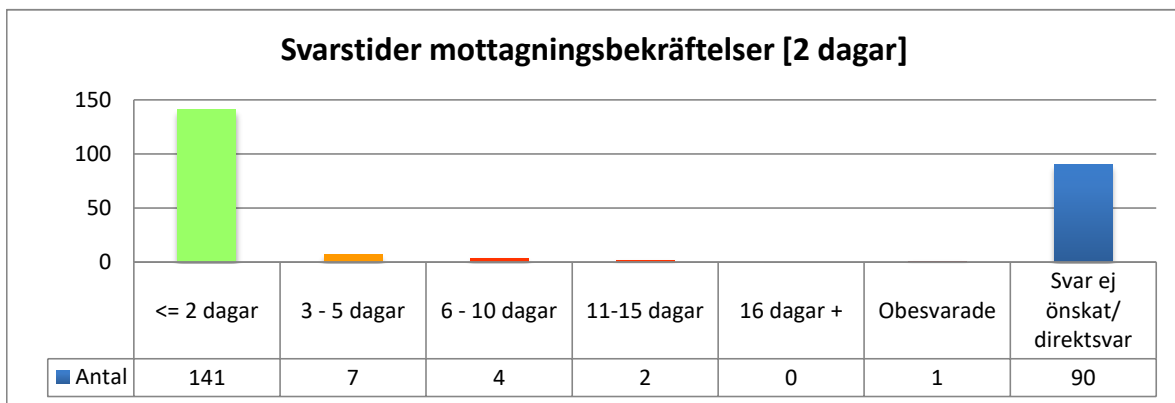 Svarstider mottagningsbekräftelser [2 dagar]
150
100
50
0
<= 2 dagar 3 - 5 dagar 6 - 10 dagar 11-15 dagar 16 dagar + Obesvarade Svar ej
önskat/
direktsvar
Antal 141 7 4 2 0 1 90